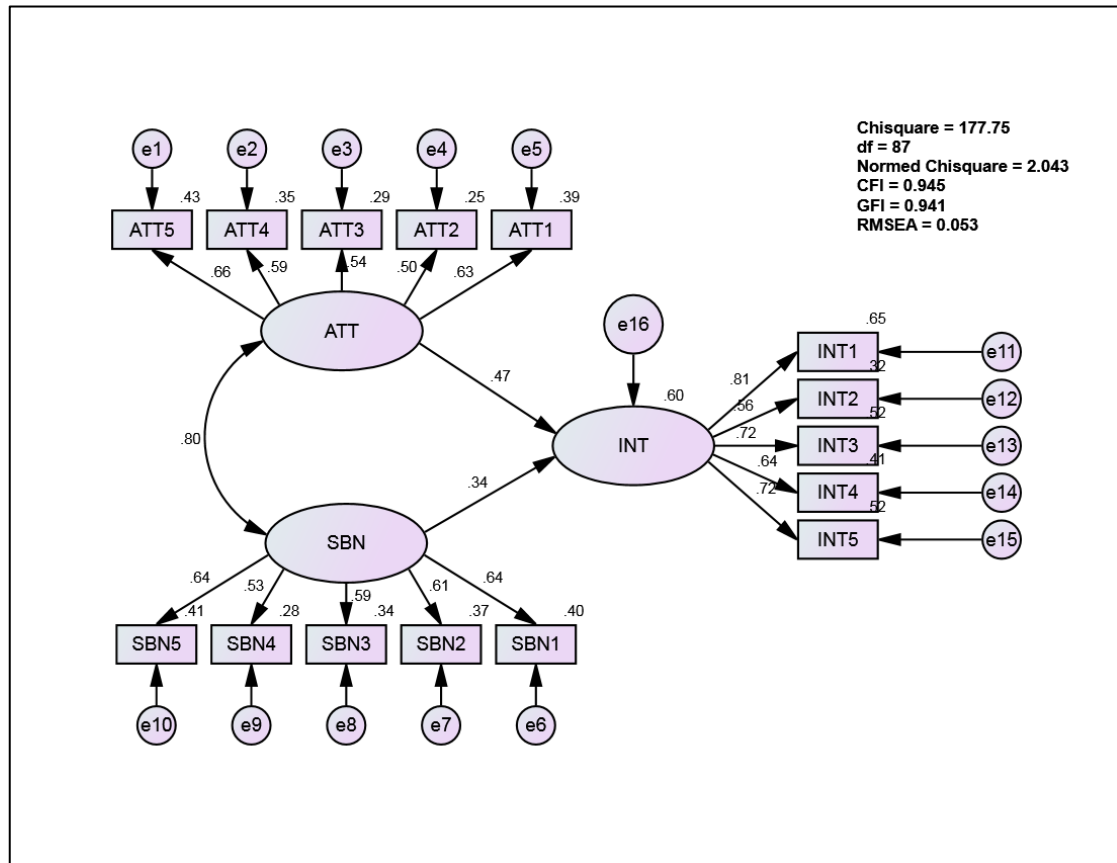 Chisquare = 177.75
df = 87
Normed Chisquare = 2.043
CFI = 0.945
GFI = 0.941
RMSEA = 0.053
e1 e2 e3 e4 e5
.43 .35 .29 .25 .39
ATT5 ATT4 ATT3 ATT2 ATT1
.66 .59 .54 .50 .63
ATT
e16
.65
INT1 e11
.47
.81
.32
INT2 e12
.60
.56
.52
.80
INT
.72
INT3 e13
.64
.41
.34
.72
INT4 e14
.52
INT5 e15
SBN
.64 .53 .59 .61 .64
.41 .28 .34 .37 .40
SBN5 SBN4 SBN3 SBN2 SBN1
e10 e9 e8 e7 e6